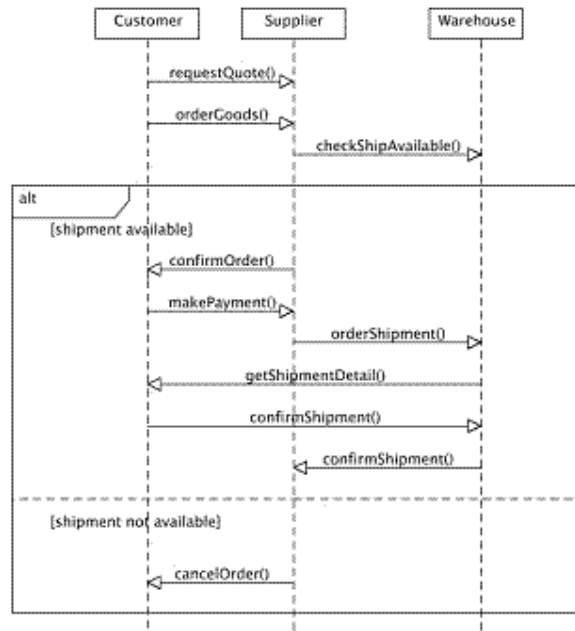 Customer Supplier Warehouse
requestQuote()
orderGoods()
checkShipAvailable()
alt
[shipment available]
confirmOrder()
makePayment()
orderShipment()
getShipmentDetail()
confirmShipment()
confirmShipment()
[shipment not available]
cancelOrder()